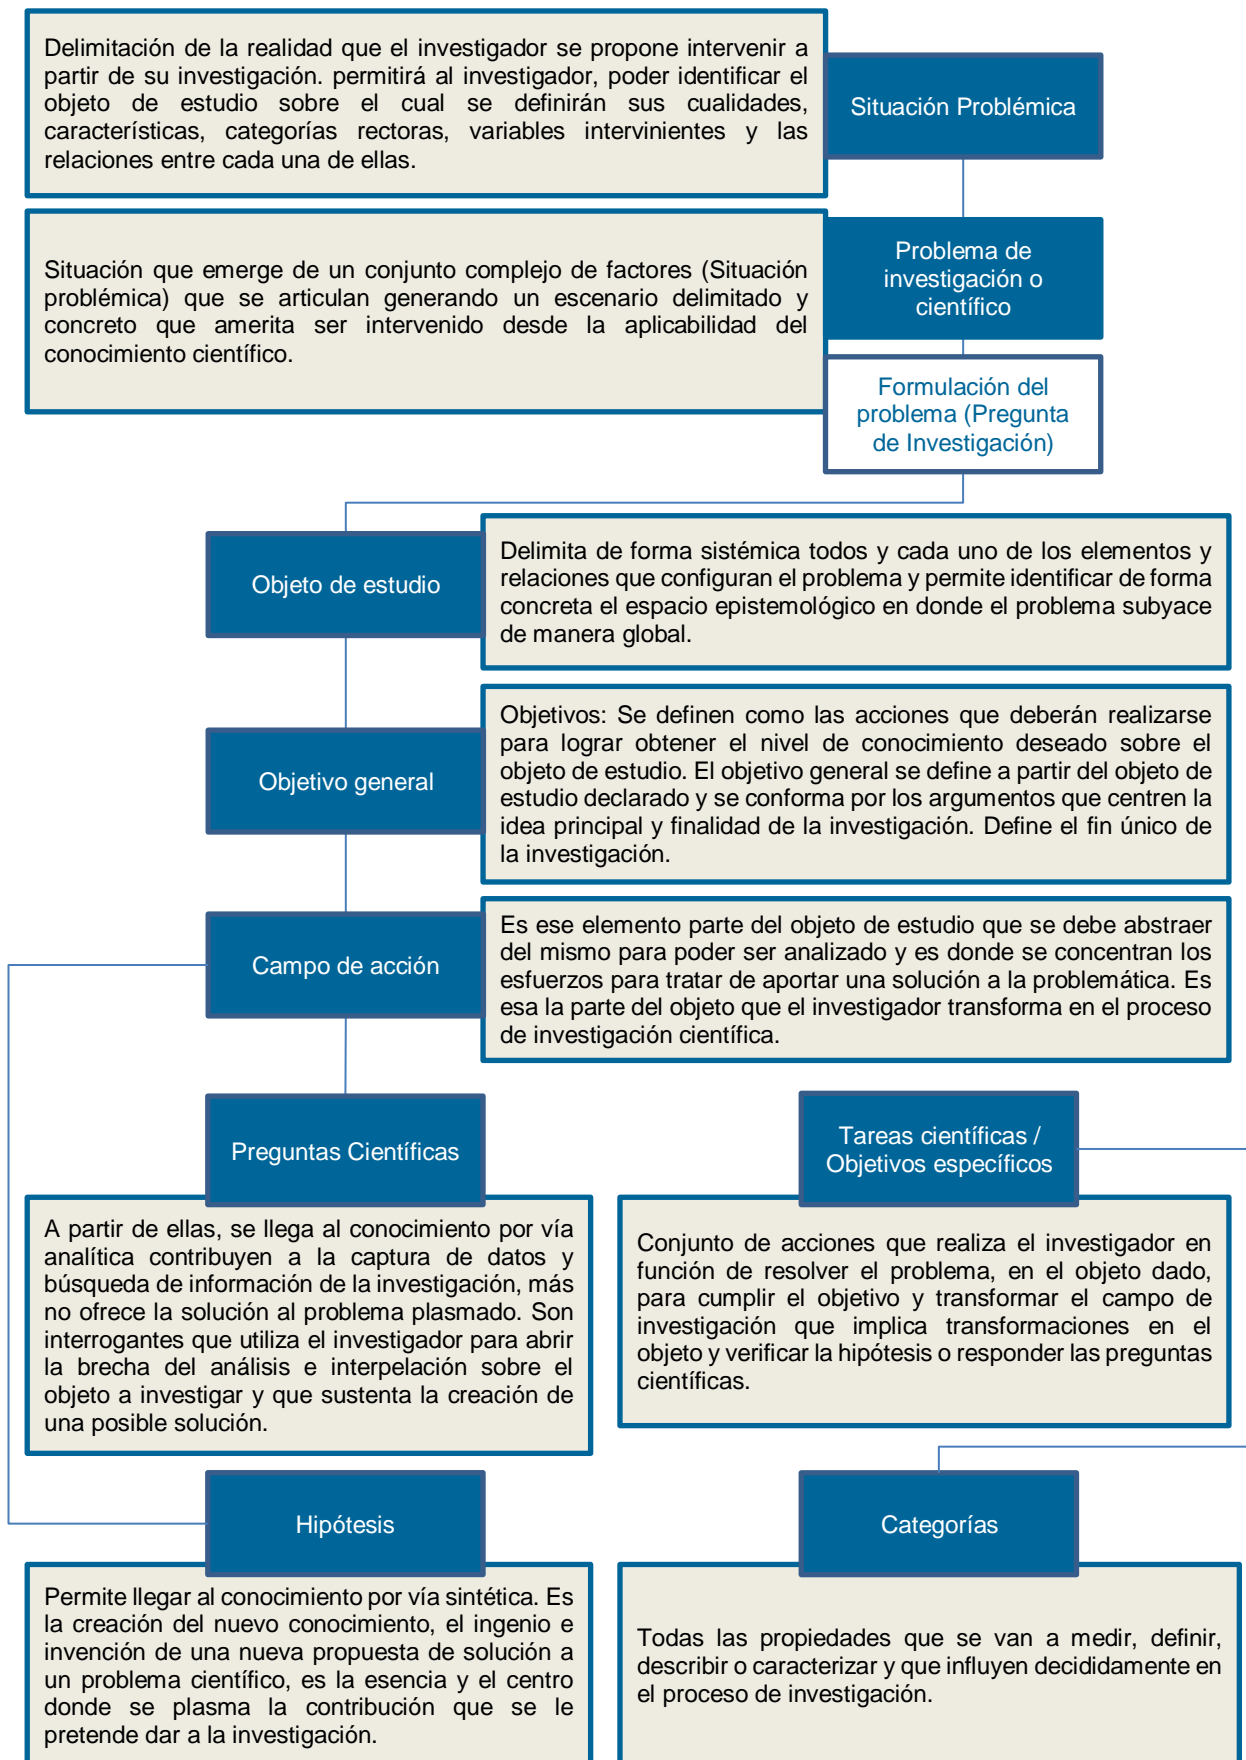 Delimitación de la realidad que el investigador se propone intervenir a
partir de su investigación. permitirá al investigador, poder identificar el
objeto de estudio sobre el cual se definirán sus cualidades,
características, categorías rectoras, variables intervinientes y las
relaciones entre cada una de ellas.
Situación Problémica
Situación que emerge de un conjunto complejo de factores (Situación
problémica) que se articulan generando un escenario delimitado y
concreto que amerita ser intervenido desde la aplicabilidad del
conocimiento científico.
Problema de
investigación o
científico
Formulación del
problema (Pregunta
de Investigación)
Objeto de estudio
Delimita de forma sistémica todos y cada uno de los elementos y
relaciones que configuran el problema y permite identificar de forma
concreta el espacio epistemológico en donde el problema subyace
de manera global.
Objetivo general
Objetivos: Se definen como las acciones que deberán realizarse
para lograr obtener el nivel de conocimiento deseado sobre el
objeto de estudio. El objetivo general se define a partir del objeto de
estudio declarado y se conforma por los argumentos que centren la
idea principal y finalidad de la investigación. Define el fin único de
la investigación.
Campo de acción
Es ese elemento parte del objeto de estudio que se debe abstraer
del mismo para poder ser analizado y es donde se concentran los
esfuerzos para tratar de aportar una solución a la problemática. Es
esa la parte del objeto que el investigador transforma en el proceso
de investigación científica.
Preguntas Científicas
A partir de ellas, se llega al conocimiento por vía
analítica contribuyen a la captura de datos y
búsqueda de información de la investigación, más
no ofrece la solución al problema plasmado. Son
interrogantes que utiliza el investigador para abrir
la brecha del análisis e interpelación sobre el
objeto a investigar y que sustenta la creación de
una posible solución.
Tareas científicas /
Objetivos específicos
Conjunto de acciones que realiza el investigador en
función de resolver el problema, en el objeto dado,
para cumplir el objetivo y transformar el campo de
investigación que implica transformaciones en el
objeto y verificar la hipótesis o responder las preguntas
científicas.
Hipótesis
Permite llegar al conocimiento por vía sintética. Es
la creación del nuevo conocimiento, el ingenio e
invención de una nueva propuesta de solución a
un problema científico, es la esencia y el centro
donde se plasma la contribución que se le
pretende dar a la investigación.
Categorías
Todas las propiedades que se van a medir, definir,
describir o caracterizar y que influyen decididamente en
el proceso de investigación.